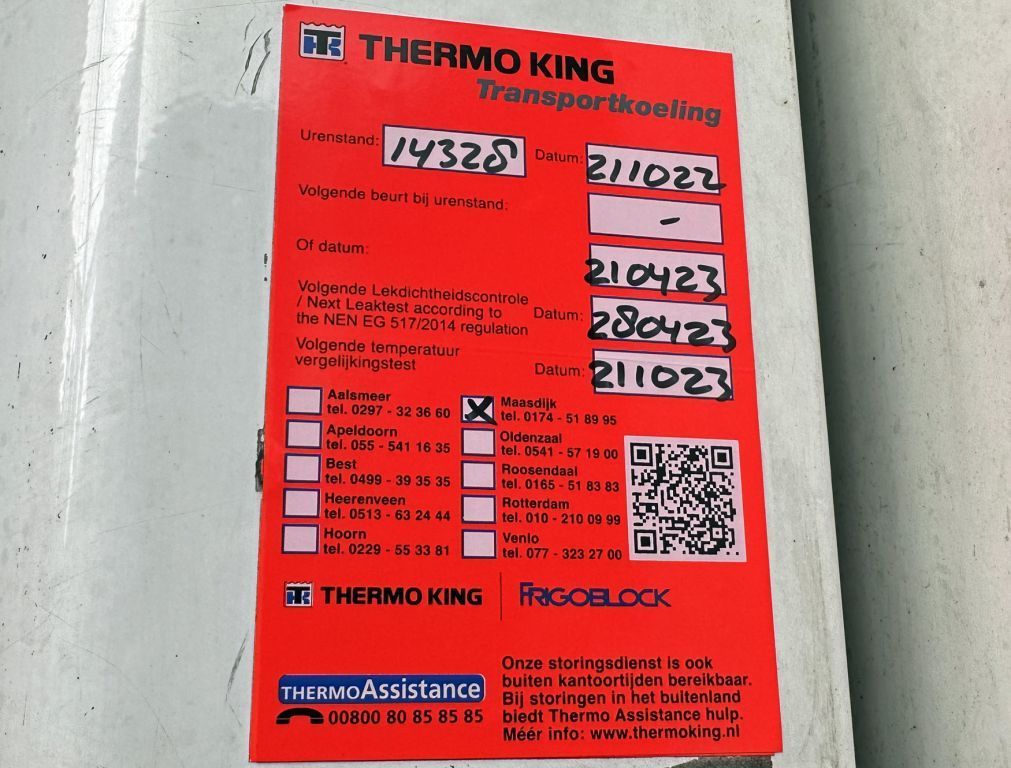 TK THERMO KING
Transportkoeling
Urenstand: 14328 Datum: 211022
Volgende beurt bij urenstand: -
Of datum: 210423
Volgende Lekdichtheidscontrole
/ Next Leaktest according to Datum: 280423
the NEN EG 517/2014 regulation
Volgende temperatuur
vergelijkingstest Datum: 211023
Aalsmeer
tel. 0297 - 32 36 60
Apeldoorn
tel. 055 - 541 16 35
Best
tel. 0499 - 39 35 35
Heerenveen
tel. 0513 - 63 24 44
Hoorn
tel. 0229 - 55 33 81
X Maasdijk
tel. 0174 - 51 89 95
Oldenzaal
tel. 0541 - 57 19 00
Roosendaal
tel. 0165 - 51 83 83
Rotterdam
tel. 010 - 210 09 99
Venlo
tel. 077 - 323 27 00
TK THERMO KING FRIGOBLOCK
THERMOAssistance
00800 80 85 85 85
Onze storingsdienst is ook
buiten kantoortijden bereikbaar.
Bij storingen in het buitenland
biedt Thermo Assistance hulp.
Méér info: www.thermoking.nl